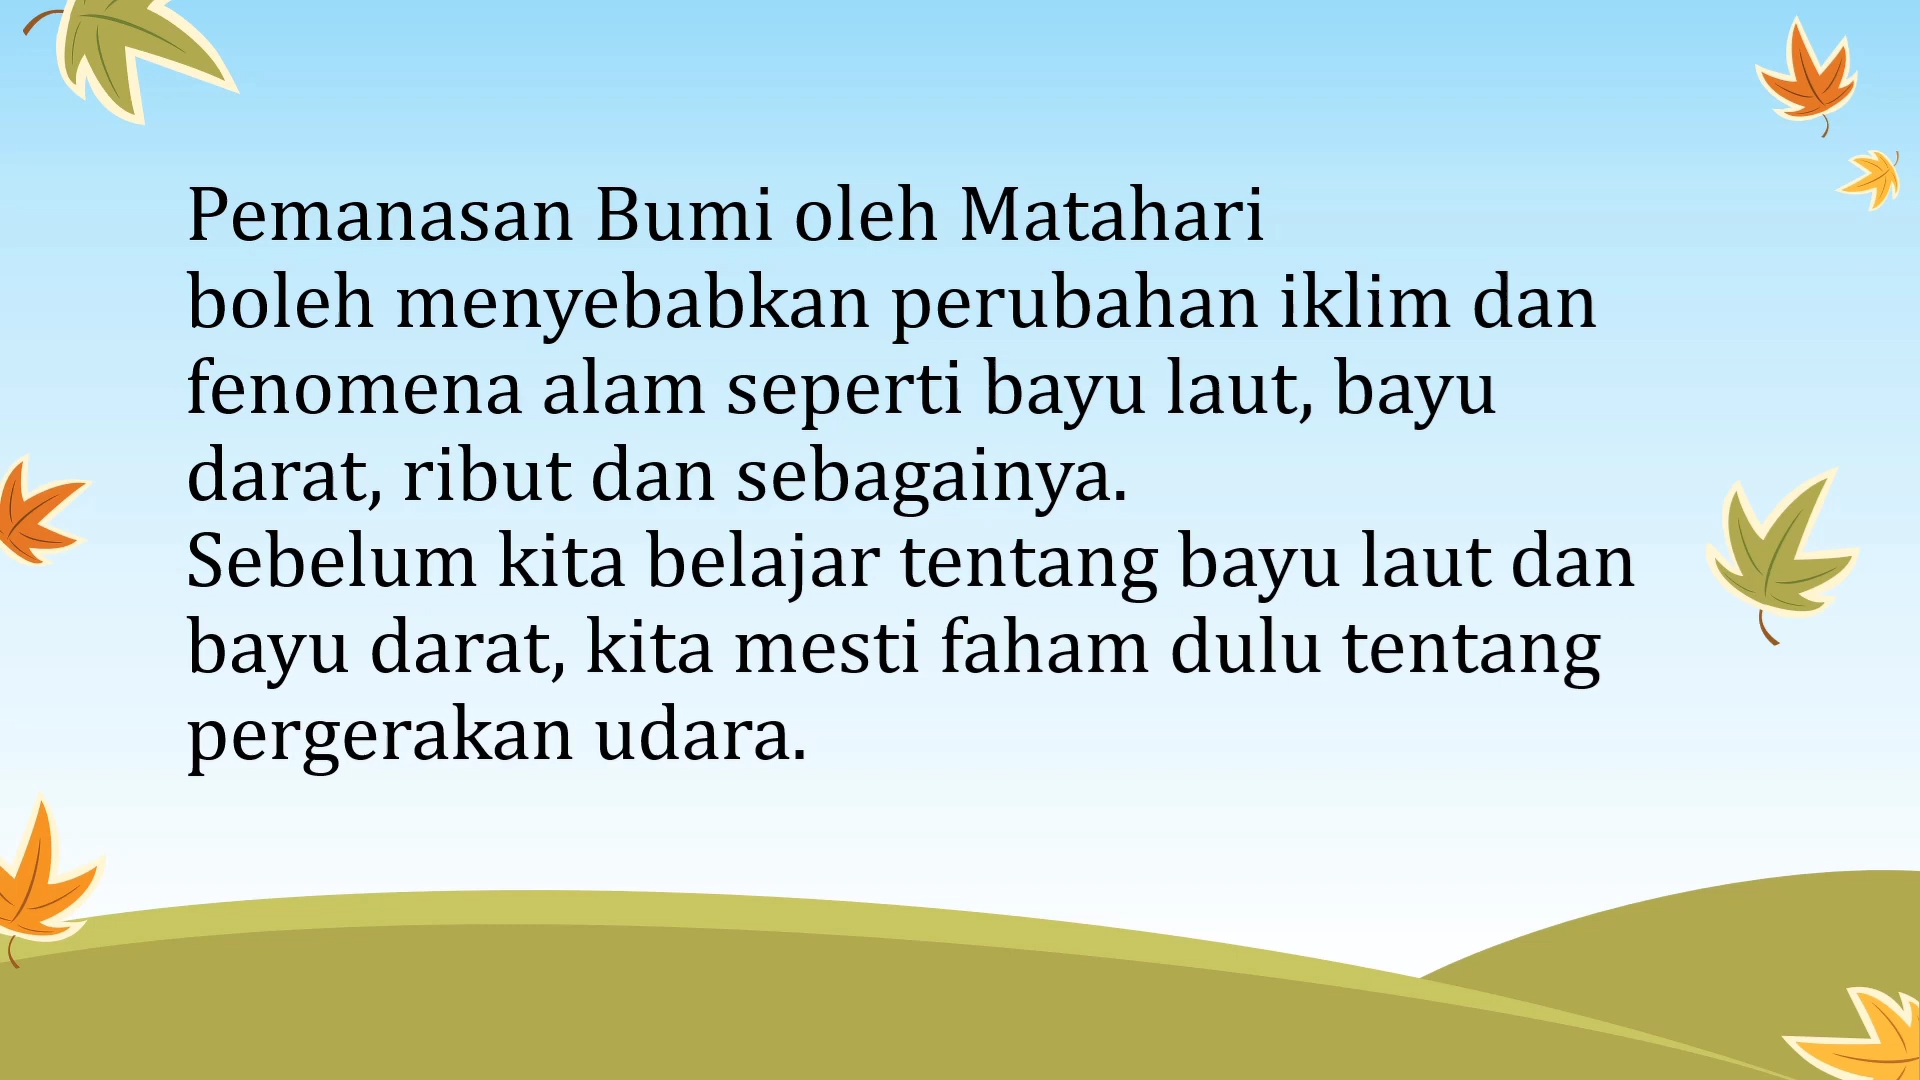 Pemanasan Bumi oleh Matahari
boleh menyebabkan perubahan iklim dan
fenomena alam seperti bayu laut, bayu
darat, ribut dan sebagainya.
Sebelum kita belajar tentang bayu laut dan
bayu darat, kita mesti faham dulu tentang
pergerakan udara.